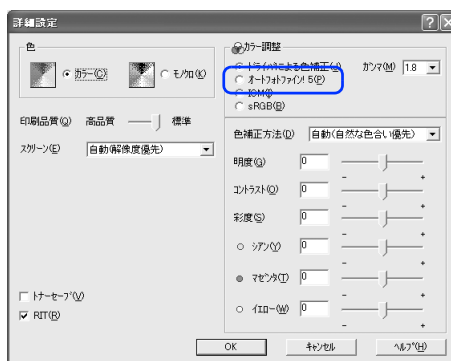 詳細設定
色
カラー(C)
モノクロ(K)
印刷品質(Q) 高品質 標準
スクリーン(E) 自動(解像度優先)
トナーセーブ(V)
RIT(R)
カラー調整
ドライバによる色補正(J) ガンマ(M) 1.8
オートフォトファイン! 5(P)
ICM(I)
sRGB(B)
色補正方法(D) 自動(自然な色合い優先)
明度(G) 0
- +
コントラスト(O) 0
- +
彩度(S) 0
- +
シアン(Y) 0
- +
マゼンタ(T) 0
- +
イエロー(W) 0
- +
OK キャンセル ヘルプ(H)